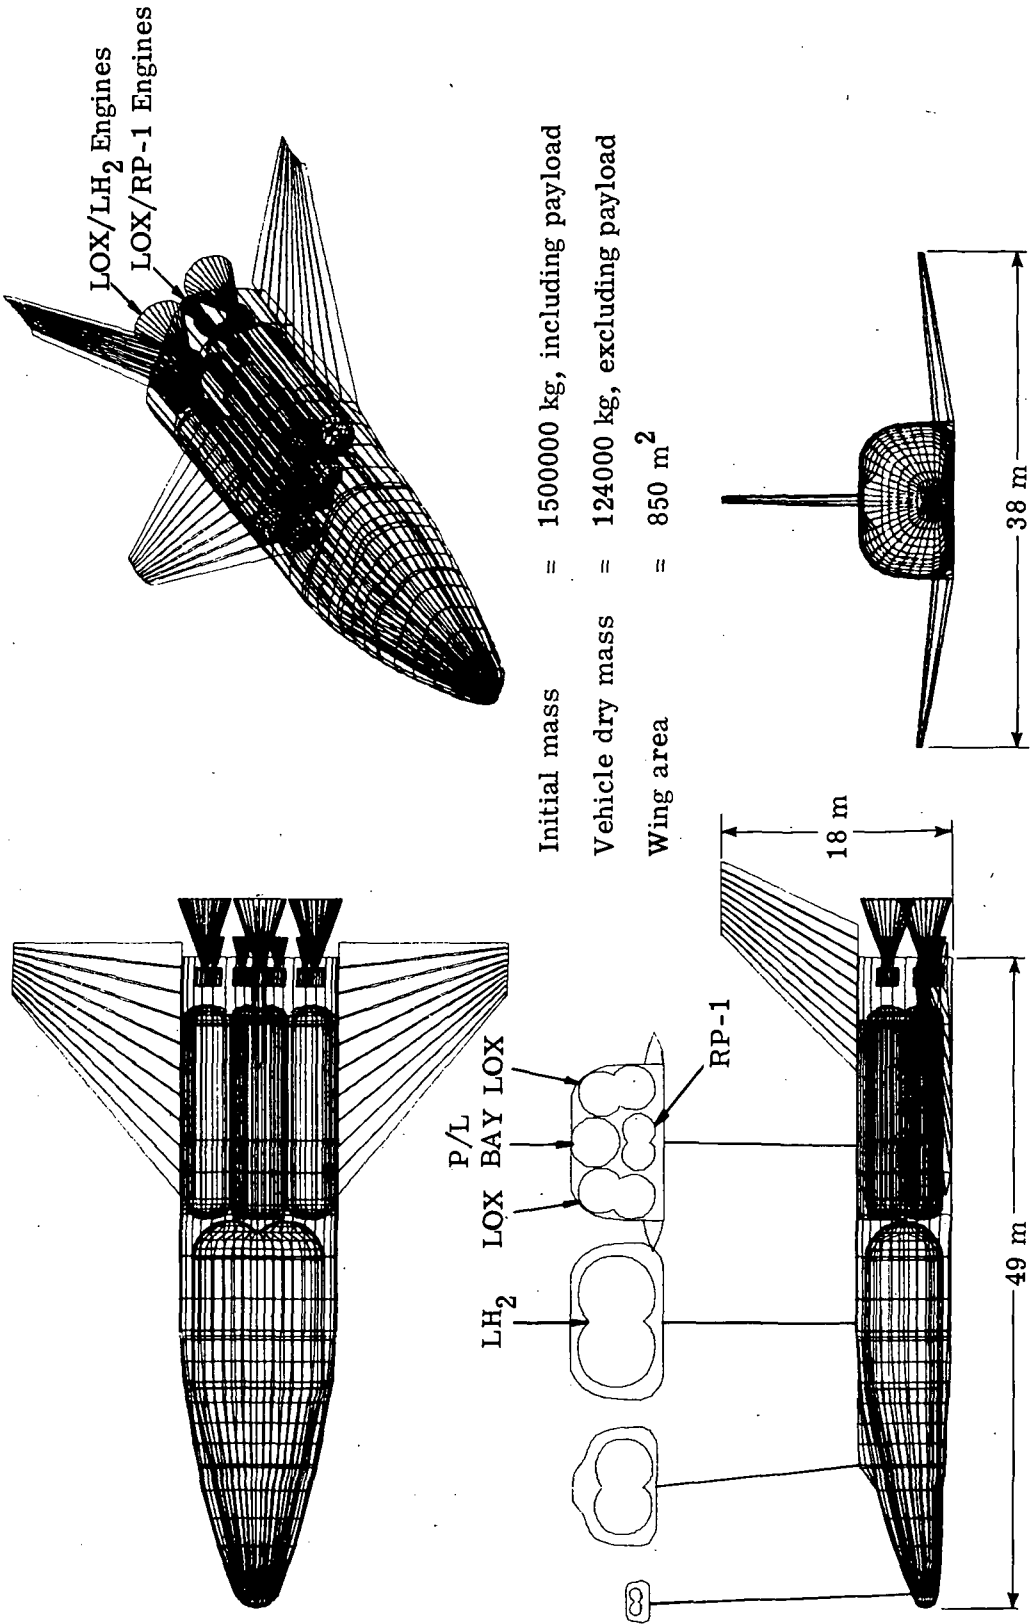 LOX/LH2 Engines
LOX/RP-1 Engines
Initial mass = 1500000 kg, including payload
Vehicle dry mass = 124000 kg, excluding payload
Wing area = 850 m2
P/L
LOX BAY LOX
LH2
RP-1
18 m
49 m
38 m